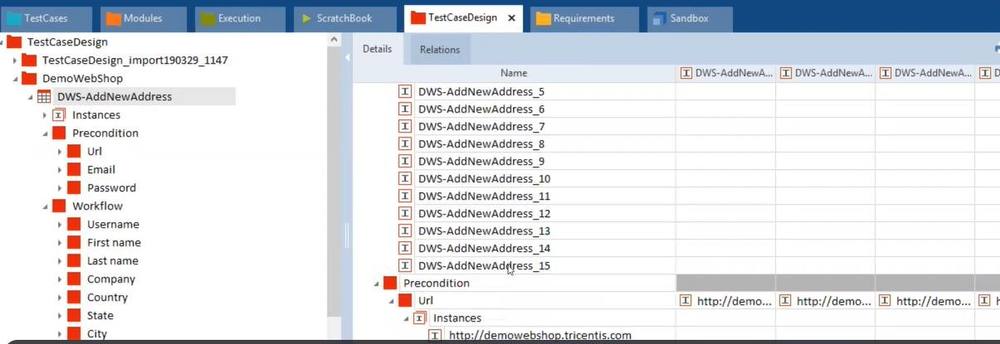 TestCases Modules Execution ScratchBook TestCaseDesign Requirements Sandbox
TestCaseDesign
TestCaseDesign_import190329_1147
DemoWebShop
DWS-AddNewAddress
Instances
Precondition
Url
Email
Password
Workflow
Username
First name
Last name
Company
Country
State
City
Details Relations
Name DWS-AddNewA... DWS-AddNewA... DWS-AddNewA...
DWS-AddNewAddress_5
DWS-AddNewAddress_6
DWS-AddNewAddress_7
DWS-AddNewAddress_8
DWS-AddNewAddress_9
DWS-AddNewAddress_10
DWS-AddNewAddress_11
DWS-AddNewAddress_12
DWS-AddNewAddress_13
DWS-AddNewAddress_14
DWS-AddNewAddress_15
Precondition
Url http://demo... http://demo... http://demo...
Instances
http://demowebshop.tricentis.com